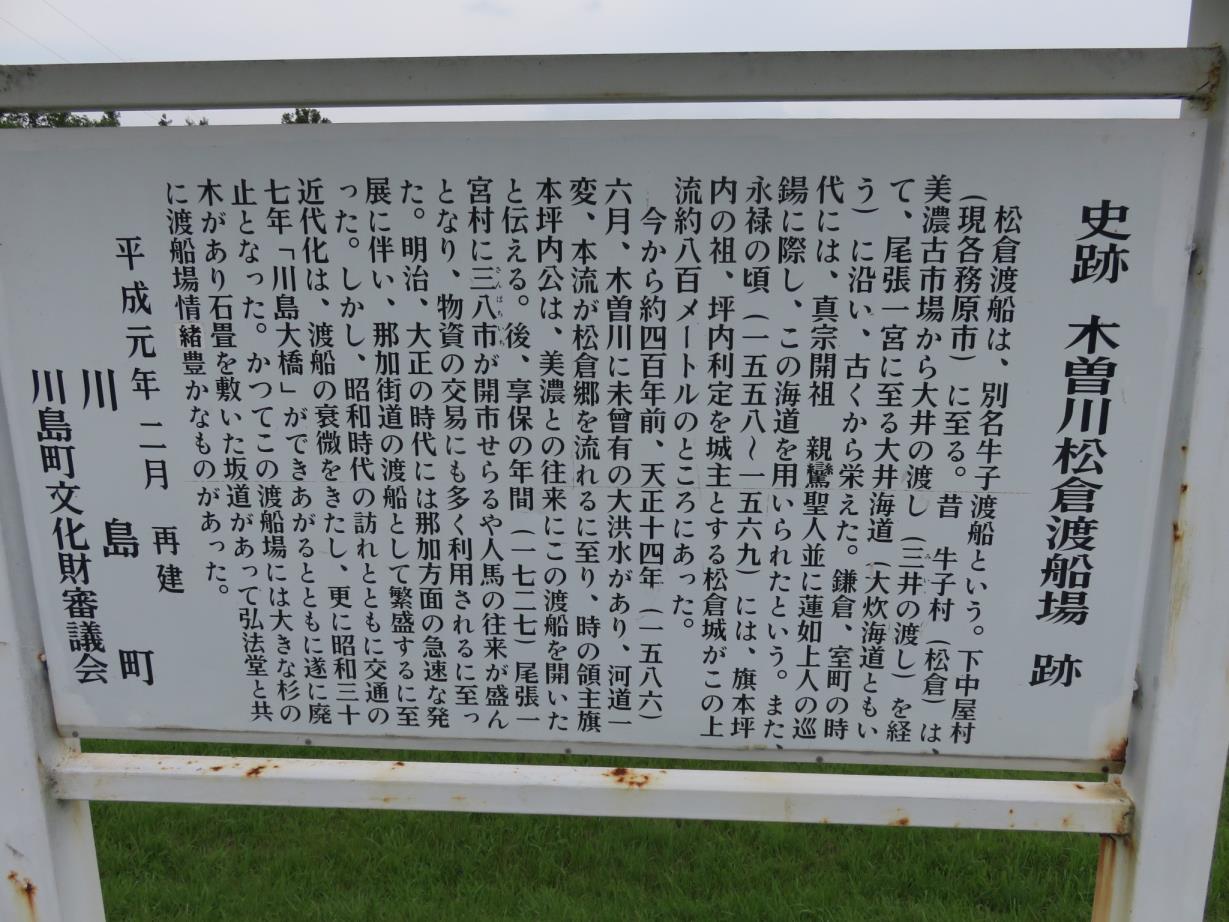 史跡 木曽川松倉渡船場 跡
松倉渡船は、別名牛子渡船という。下中屋村
(現各務原市)に至る。昔 牛子村(松倉)は、
美濃古市場から大井の渡し(三井の渡し)を経
て、尾張一宮に至る大井海道(大炊海道ともい
う)に沿い、古くから栄えた。鎌倉、室町の時
代には、真宗開祖 親鸞聖人並に蓮如上人の巡
錫に際し、この海道を用いられたという。また、
永禄の頃(一五五八〜一五六九)には、旗本坪
内の祖、坪内利定を城主とする松倉城がこの上
流約八百メートルのところにあった。
今から約四百年前、天正十四年(一五八六)
六月、木曽川に未曾有の大洪水があり、河道一
変、本流が松倉郷を流れるに至り、時の領主旗
本坪内公は、美濃との往来にこの渡船を開いた
と伝える。後、享保の年間(一七二七)尾張一
宮村に三八市が開市せらるや人馬の往来が盛ん
となり、物資の交易にも多く利用されるに至っ
た。明治、大正の時代には那加方面の急速な発
展に伴い、那加街道の渡船として繁盛するに至
った。しかし、昭和時代の訪れとともに交通の
近代化は、渡船の衰微をきたし、更に昭和三十
七年「川島大橋」ができあがるとともに遂に廃
止となった。かつてこの渡船場には大きな杉の
木があり石畳を敷いた坂道があって弘法堂と共
に渡船場情緒豊かなものがあった。
平成元年 二月 再建
川島町
川島町文化財審議会